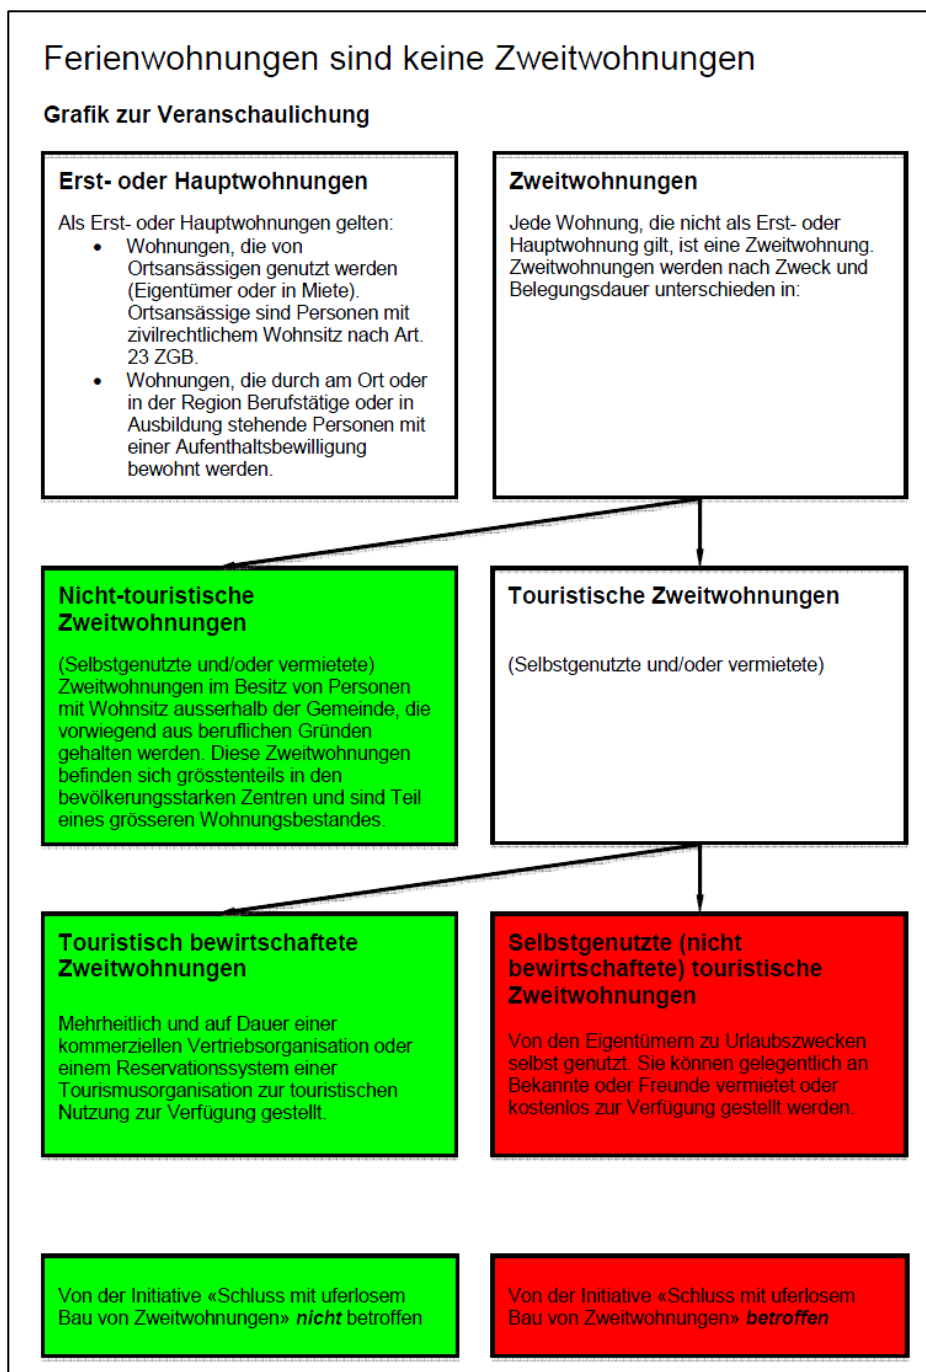 Ferienwohnungen sind keine Zweitwohnungen
Grafik zur Veranschaulichung
Erst- oder Hauptwohnungen
Als Erst- oder Hauptwohnungen gelten:
• Wohnungen, die von
Ortsansässigen genutzt werden
(Eigentümer oder in Miete).
Ortsansässige sind Personen mit
zivilrechtlichem Wohnsitz nach Art.
23 ZGB.
• Wohnungen, die durch am Ort oder
in der Region Berufstätige oder in
Ausbildung stehende Personen mit
einer Aufenthaltsbewilligung
bewohnt werden.
Zweitwohnungen
Jede Wohnung, die nicht als Erst- oder
Hauptwohnung gilt, ist eine Zweitwohnung.
Zweitwohnungen werden nach Zweck und
Belegungsdauer unterschieden in:
Nicht-touristische
Zweitwohnungen
(Selbstgenutzte und/oder vermietete)
Zweitwohnungen im Besitz von Personen
mit Wohnsitz ausserhalb der Gemeinde, die
vorwiegend aus beruflichen Gründen
gehalten werden. Diese Zweitwohnungen
befinden sich grösstenteils in den
bevölkerungsstarken Zentren und sind Teil
eines grösseren Wohnungsbestandes.
Touristische Zweitwohnungen
(Selbstgenutzte und/oder vermietete)
Touristisch bewirtschaftete
Zweitwohnungen
Mehrheitlich und auf Dauer einer
kommerziellen Vertriebsorganisation oder
einem Reservationssystem einer
Tourismusorganisation zur touristischen
Nutzung zur Verfügung gestellt.
Selbstgenutzte (nicht
bewirtschaftete) touristische
Zweitwohnungen
Von den Eigentümern zu Urlaubszwecken
selbst genutzt. Sie können gelegentlich an
Bekannte oder Freunde vermietet oder
kostenlos zur Verfügung gestellt werden.
Von der Initiative «Schluss mit uferlosem
Bau von Zweitwohnungen» nicht betroffen
Von der Initiative «Schluss mit uferlosem
Bau von Zweitwohnungen» betroffen